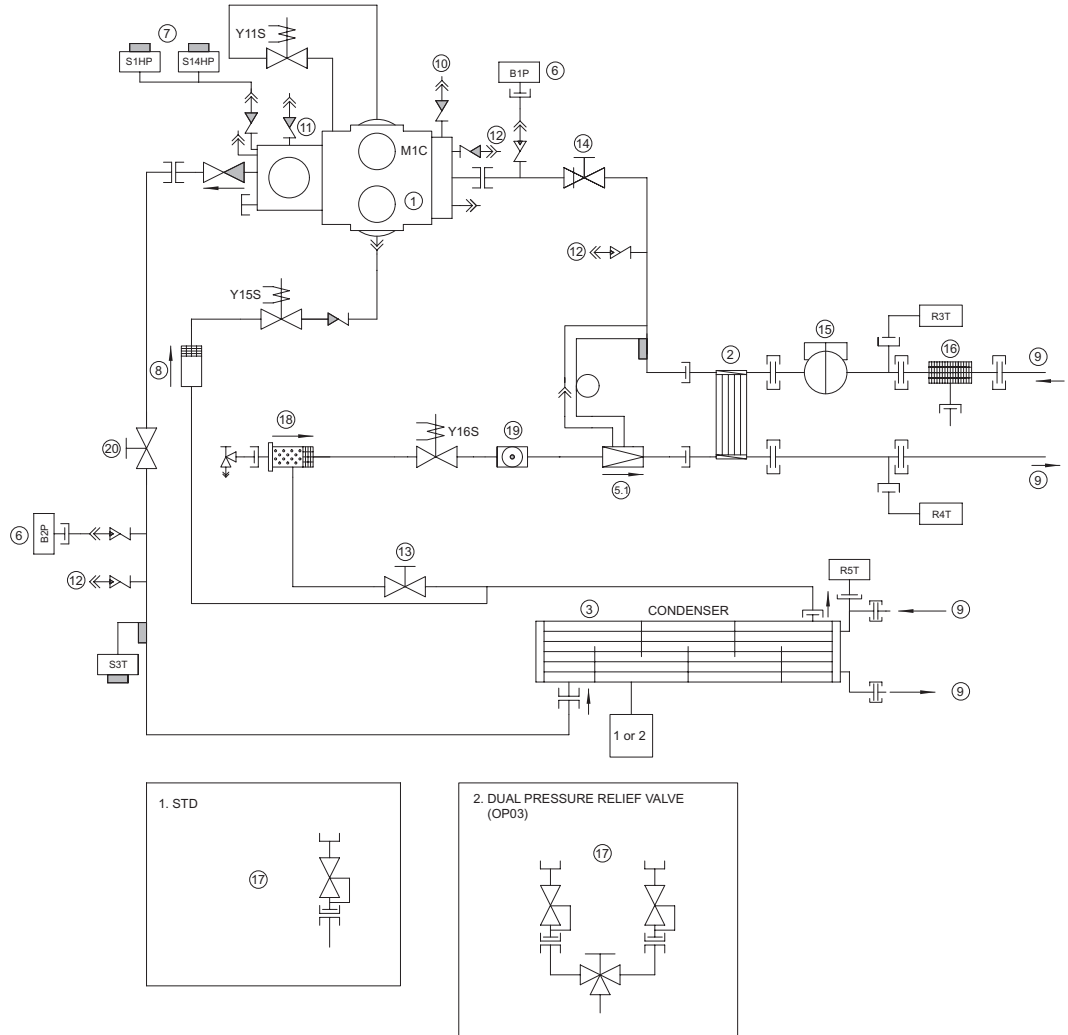 Y11S
7
S1HP
S14HP
10
B1P
6
11
12
14
M1C
1
12
Y15S
R3T
15
16
9
2
8
18
Y16S
19
20
5.1
9
R4T
6
B2P
13
12
R5T
3
CONDENSER
9
S3T
9
1 or 2
1. STD
2. DUAL PRESSURE RELIEF VALVE
(OP03)
17
17